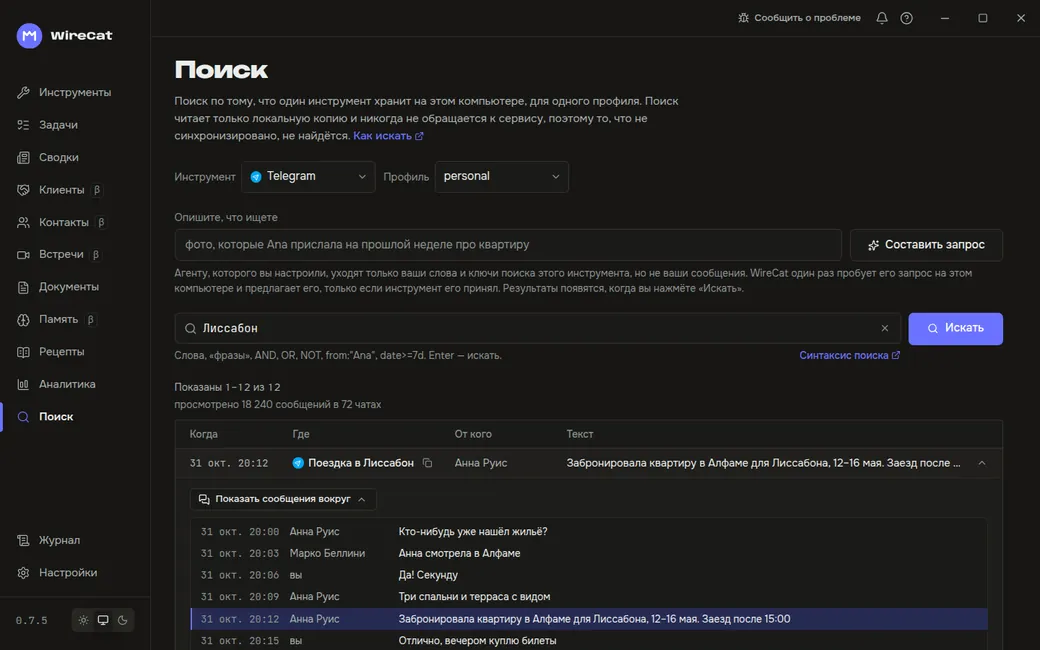 WireCat
Сообщить о проблеме
Инструменты
Задачи
Сводки
Клиенты β
Контакты β
Встречи β
Документы
Память β
Рецепты
Аналитика
Поиск
Журнал
Настройки
0.7.5
Поиск
Поиск по тому, что один инструмент хранит на этом компьютере, для одного профиля. Поиск
читает только локальную копию и никогда не обращается к сервису, поэтому то, что не
синхронизировано, не найдётся. Как искать
Инструмент Telegram Профиль personal
Опишите, что ищете
фото, которые Ana прислала на прошлой неделе про квартиру
Составить запрос
Агенту, которого вы настроили, уходят только ваши слова и ключи поиска этого инструмента, но не ваши сообщения. WireCat один раз пробует его запрос на этом
компьютере и предлагает его, только если инструмент его принял. Результаты появятся, когда вы нажмёте «Искать».
Лиссабон
Искать
Слова, «фразы», AND, OR, NOT, from:"Ana", date>=7d. Enter — искать.
Синтаксис поиска
Показаны 1–12 из 12
просмотрено 18 240 сообщений в 72 чатах
Когда Где От кого Текст
31 окт. 20:12 Поездка в Лиссабон Анна Руис Забронировала квартиру в Алфаме для Лиссабона, 12–16 мая. Заезд после ...
Показать сообщения вокруг
31 окт. 20:00 Анна Руис Кто-нибудь уже нашёл жильё?
31 окт. 20:03 Марко Беллини Анна смотрела в Алфаме
31 окт. 20:06 вы Да! Секунду
31 окт. 20:09 Анна Руис Три спальни и терраса с видом
31 окт. 20:12 Анна Руис Забронировала квартиру в Алфаме для Лиссабона, 12–16 мая. Заезд после 15:00
31 окт. 20:15 вы Отлично, вечером куплю билеты